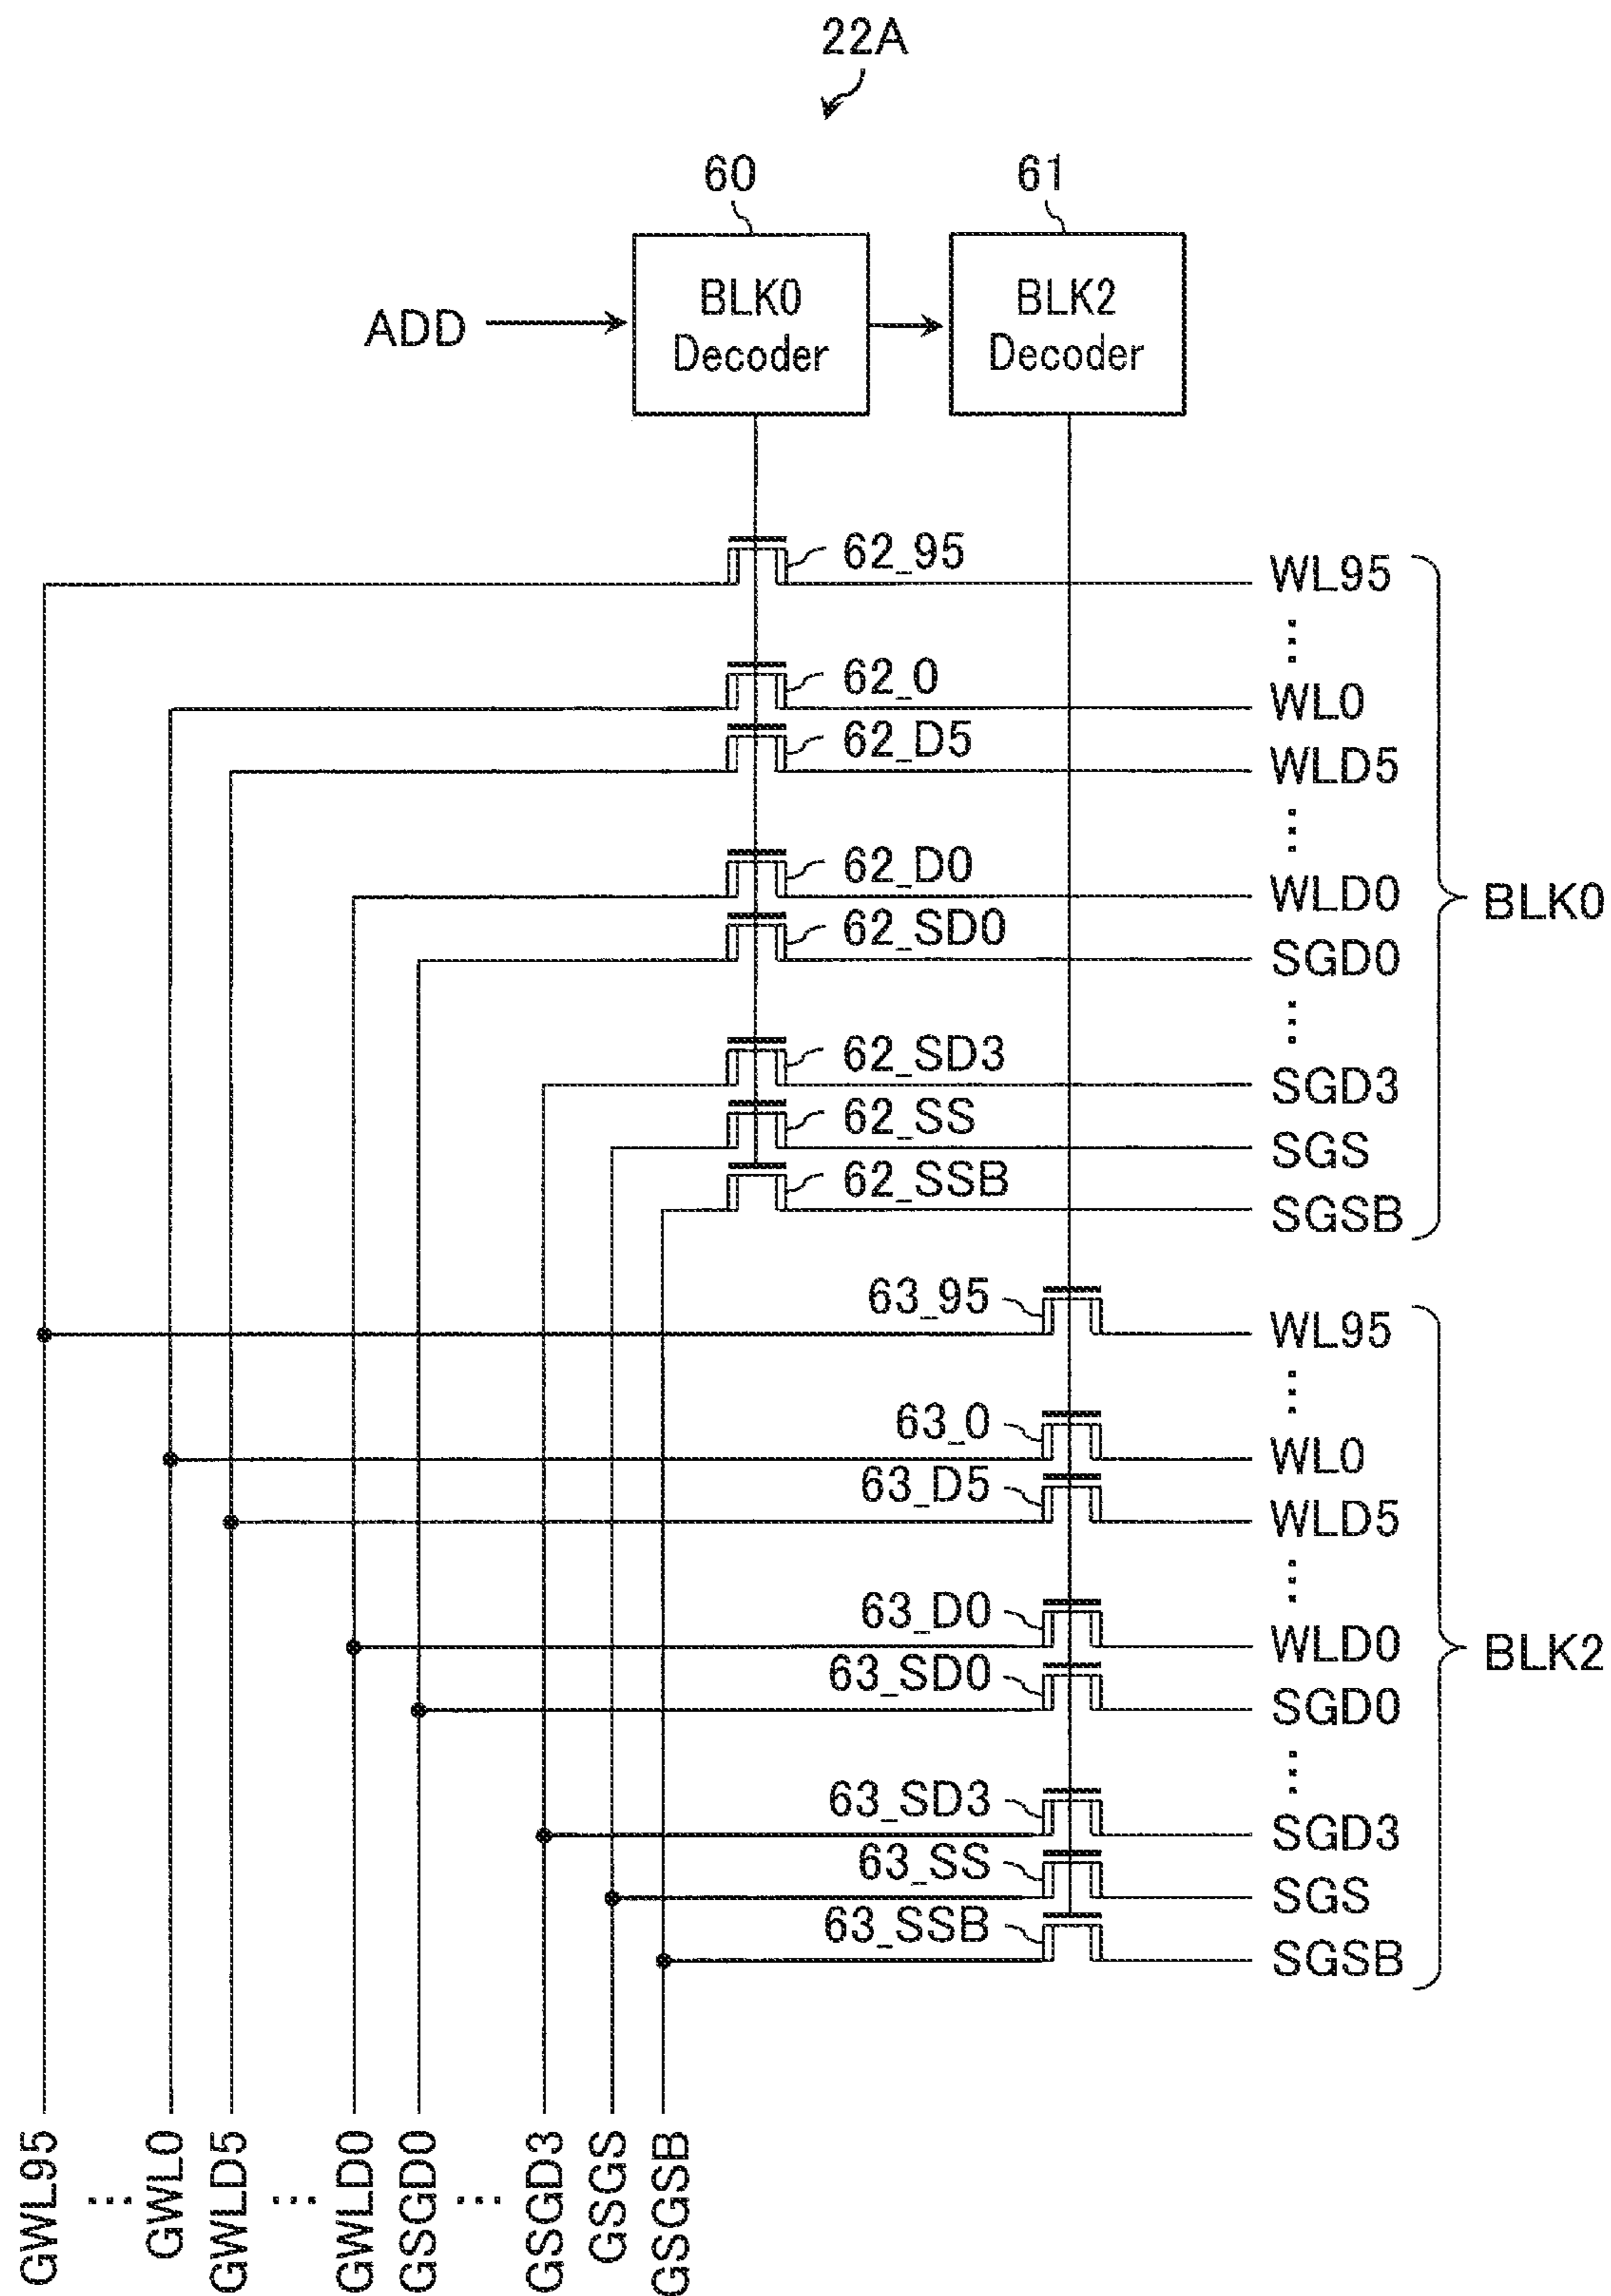 22A
60
61
ADD
BLK0
Decoder
BLK2
Decoder
62_95
WL95
62_0
WL0
62_D5
WLD5
62_D0
WLD0
BLK0
62_SD0
SGD0
62_SD3
SGD3
62_SS
SGS
62_SSB
SGSB
63_95
WL95
63_0
WL0
63_D5
WLD5
63_D0
WLD0
BLK2
63_SD0
SGD0
63_SD3
SGD3
63_SS
SGS
63_SSB
SGSB
GWL95
...
GWL0
GWLD5
...
GWLD0
GSGD0
...
GSGD3
GSGS
GSGSB